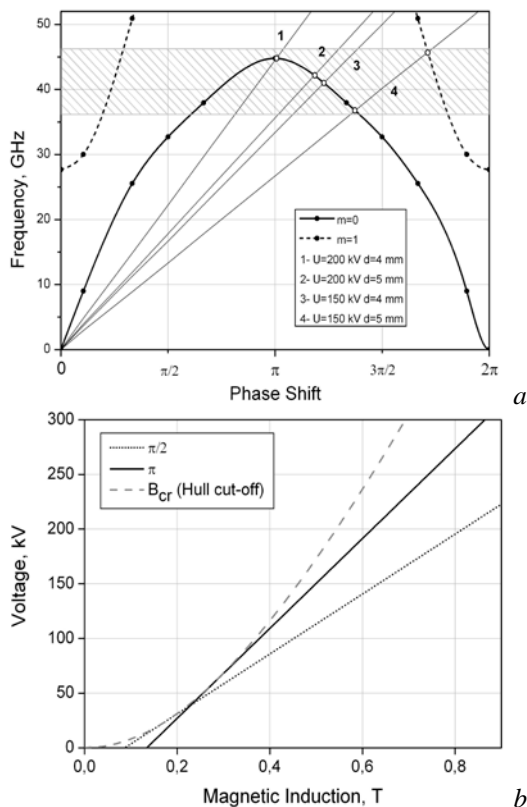 50
40
30
20
10
0
Frequency, GHz
1
2
3
4
m=0
m=1
1- U=200 kV d=4 mm
2- U=200 kV d=5 mm
3- U=150 kV d=4 mm
4- U=150 kV d=5 mm
0 π/2 π 3π/2 2π
Phase Shift
a
300
250
200
150
100
50
0
Voltage, kV
π/2
π
Bcr (Hull cut-off)
0,0 0,2 0,4 0,6 0,8
Magnetic Induction, T
b